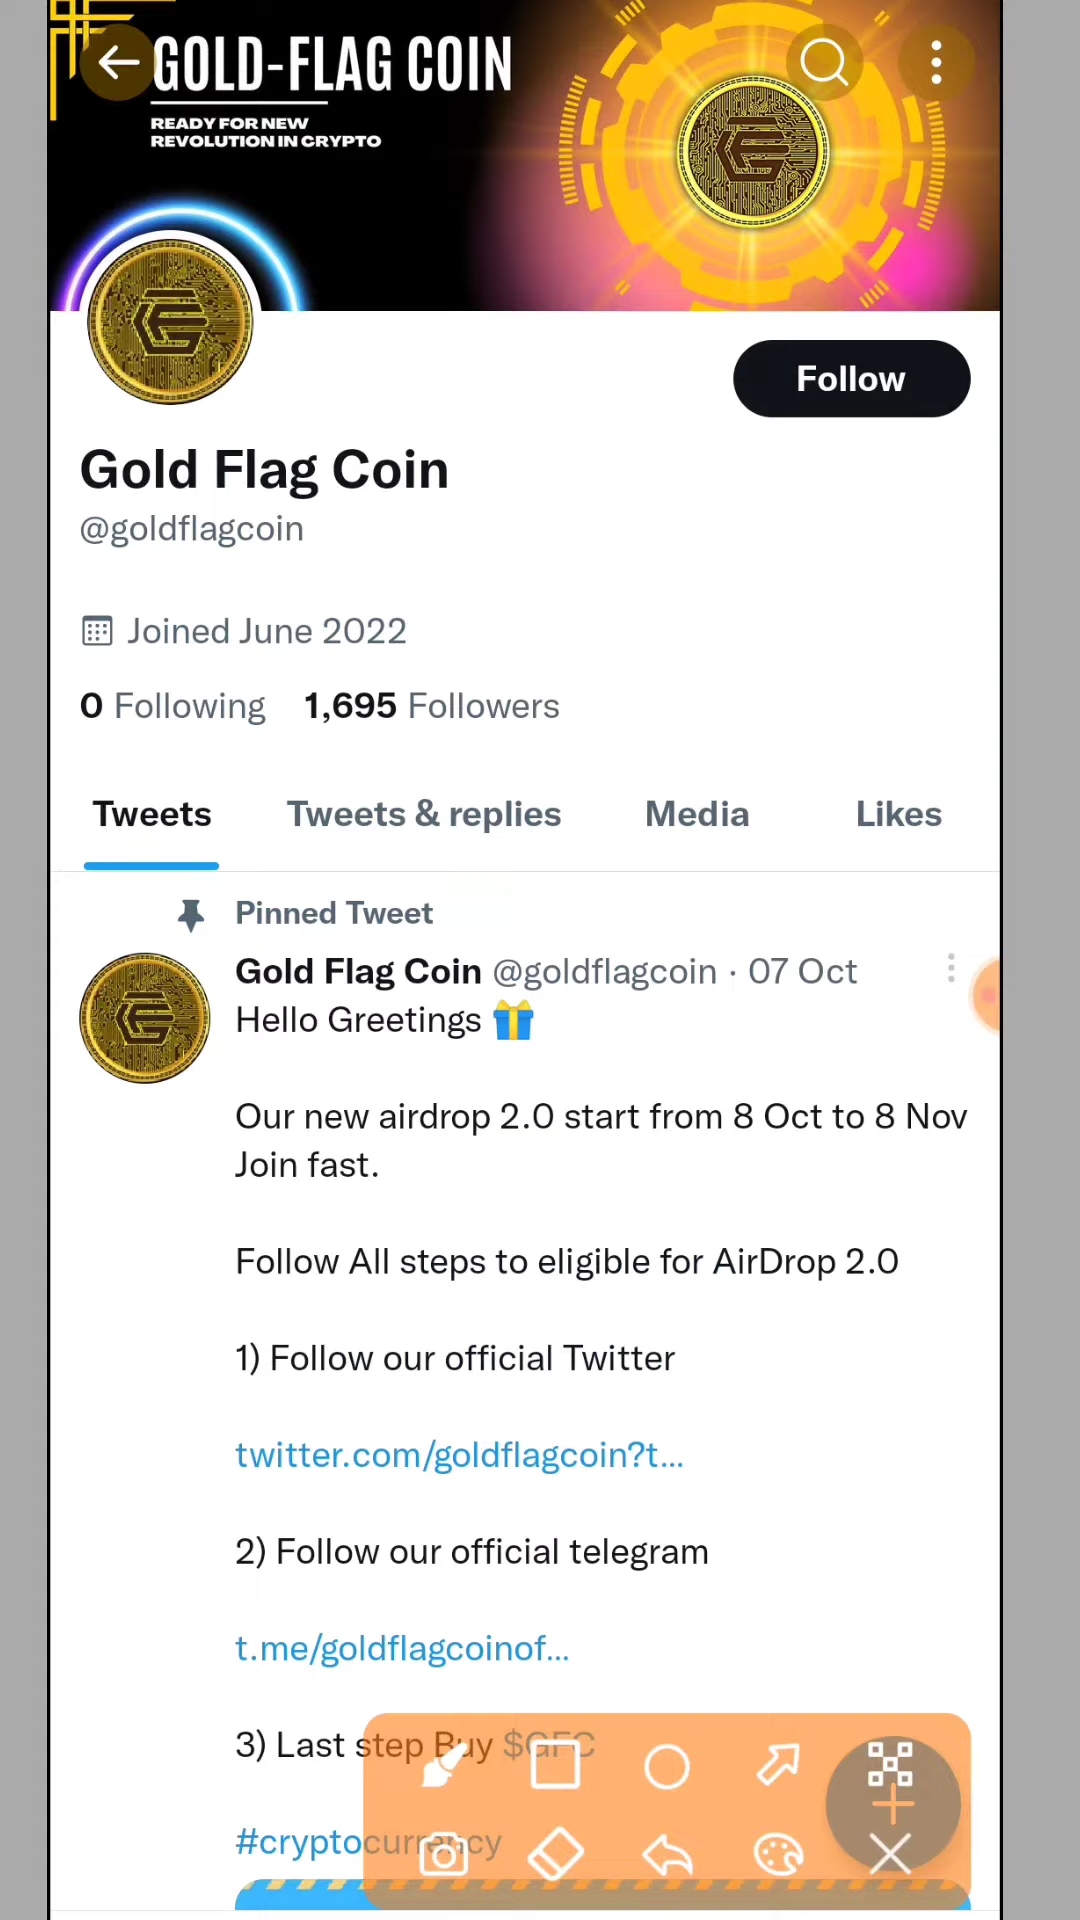 GOLD-FLAG COIN
READY FOR NEW
REVOLUTION IN CRYPTO
Follow
Gold Flag Coin
@goldflagcoin
Joined June 2022
0 Following 1,695 Followers
Tweets Tweets & replies Media Likes
Pinned Tweet
Gold Flag Coin @goldflagcoin · 07 Oct
Hello Greetings 🎁
Our new airdrop 2.0 start from 8 Oct to 8 Nov
Join fast.
Follow All steps to eligible for AirDrop 2.0
1) Follow our official Twitter
twitter.com/goldflagcoin?t...
2) Follow our official telegram
t.me/goldflagcoinof...
3) Last step Buy $GFC
#cryptocurrency